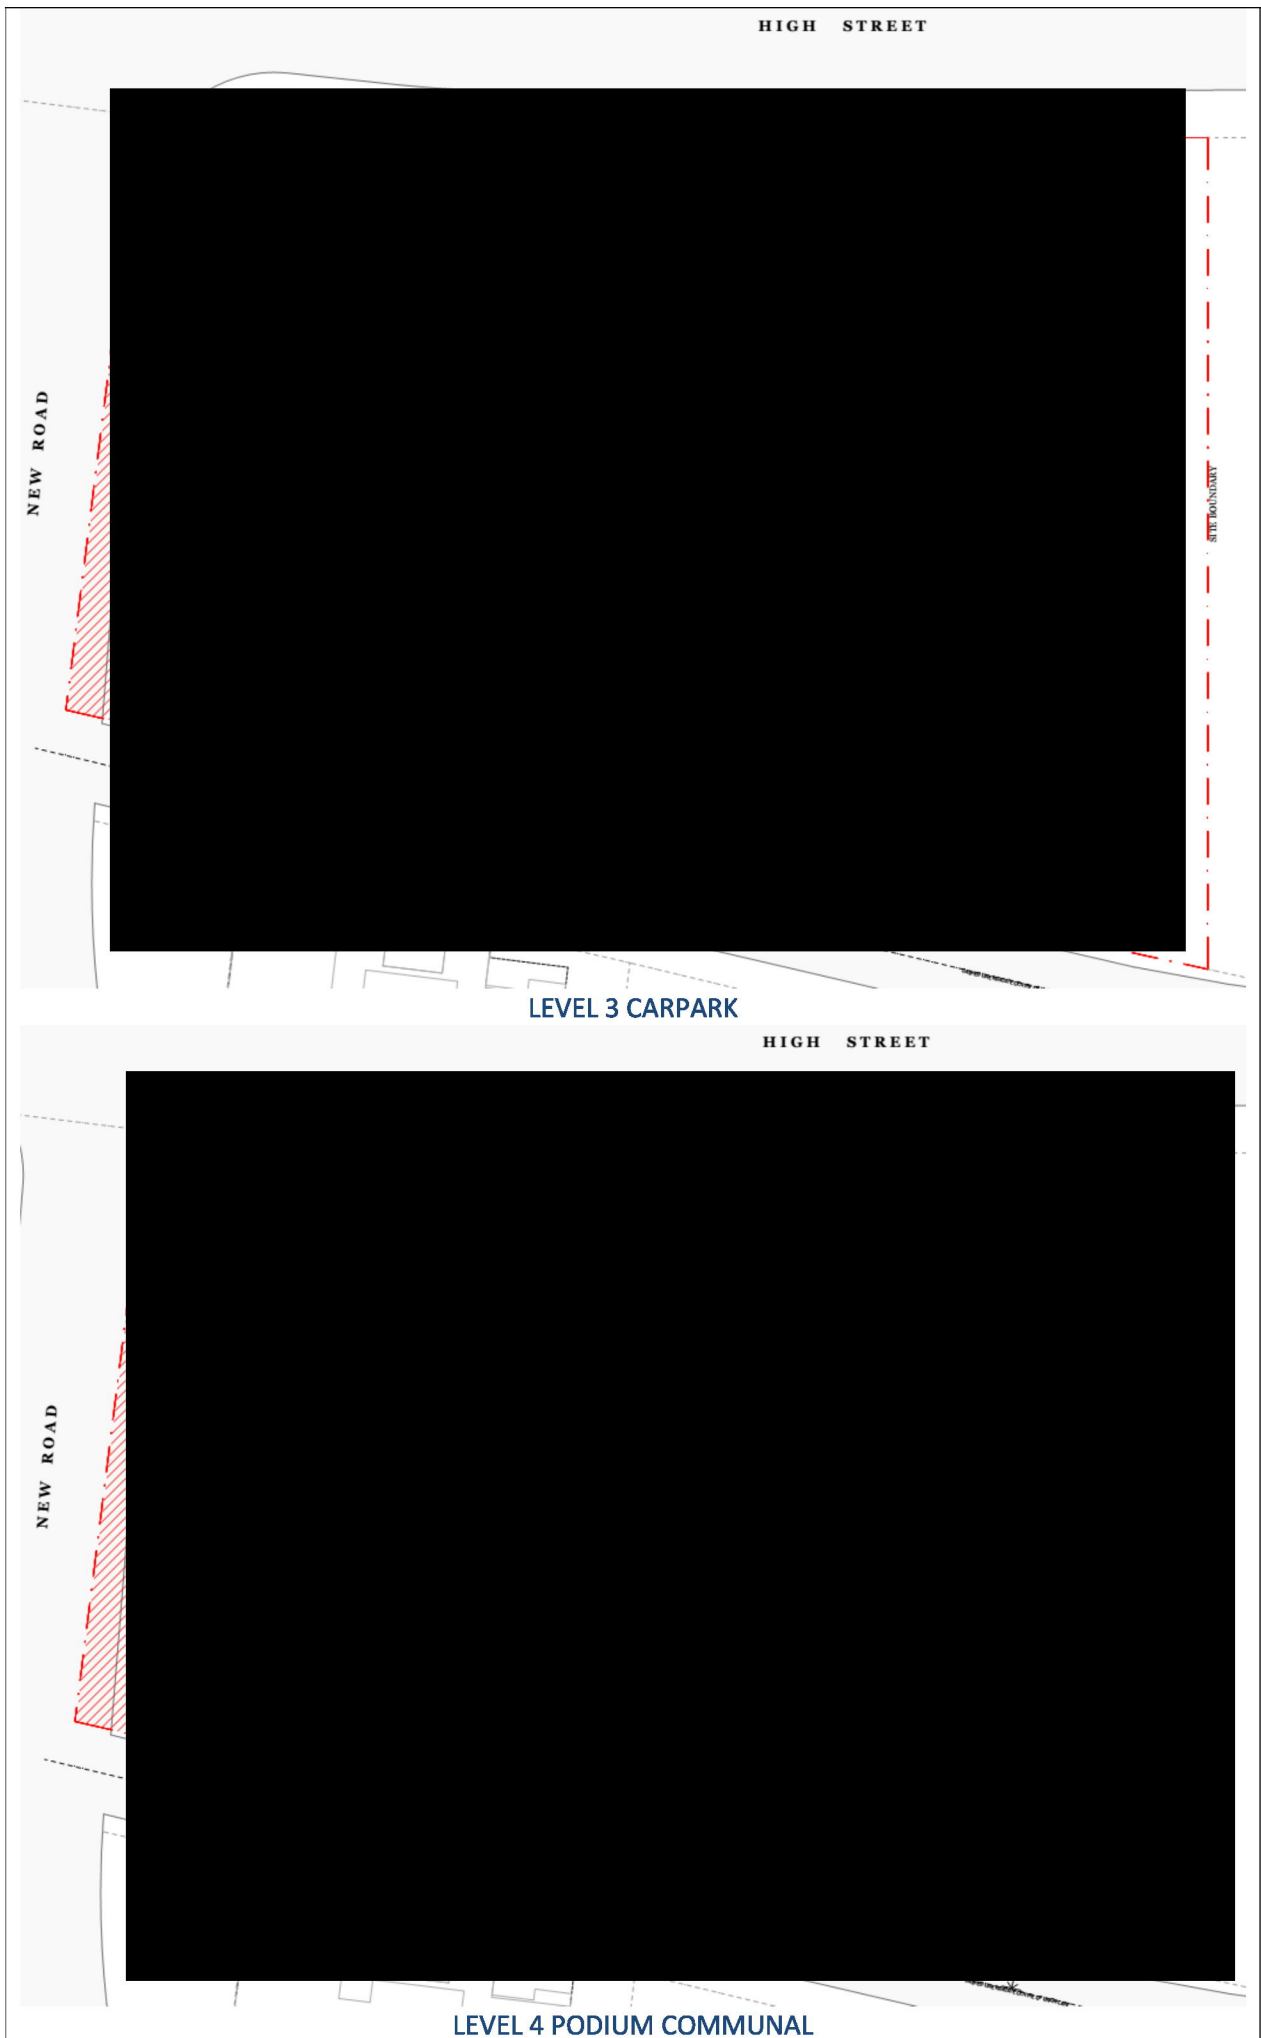 HIGH STREET
NEW ROAD
SITE BOUNDARY
LEVEL 3 CARPARK
HIGH STREET
NEW ROAD
LEVEL 4 PODIUM COMMUNAL